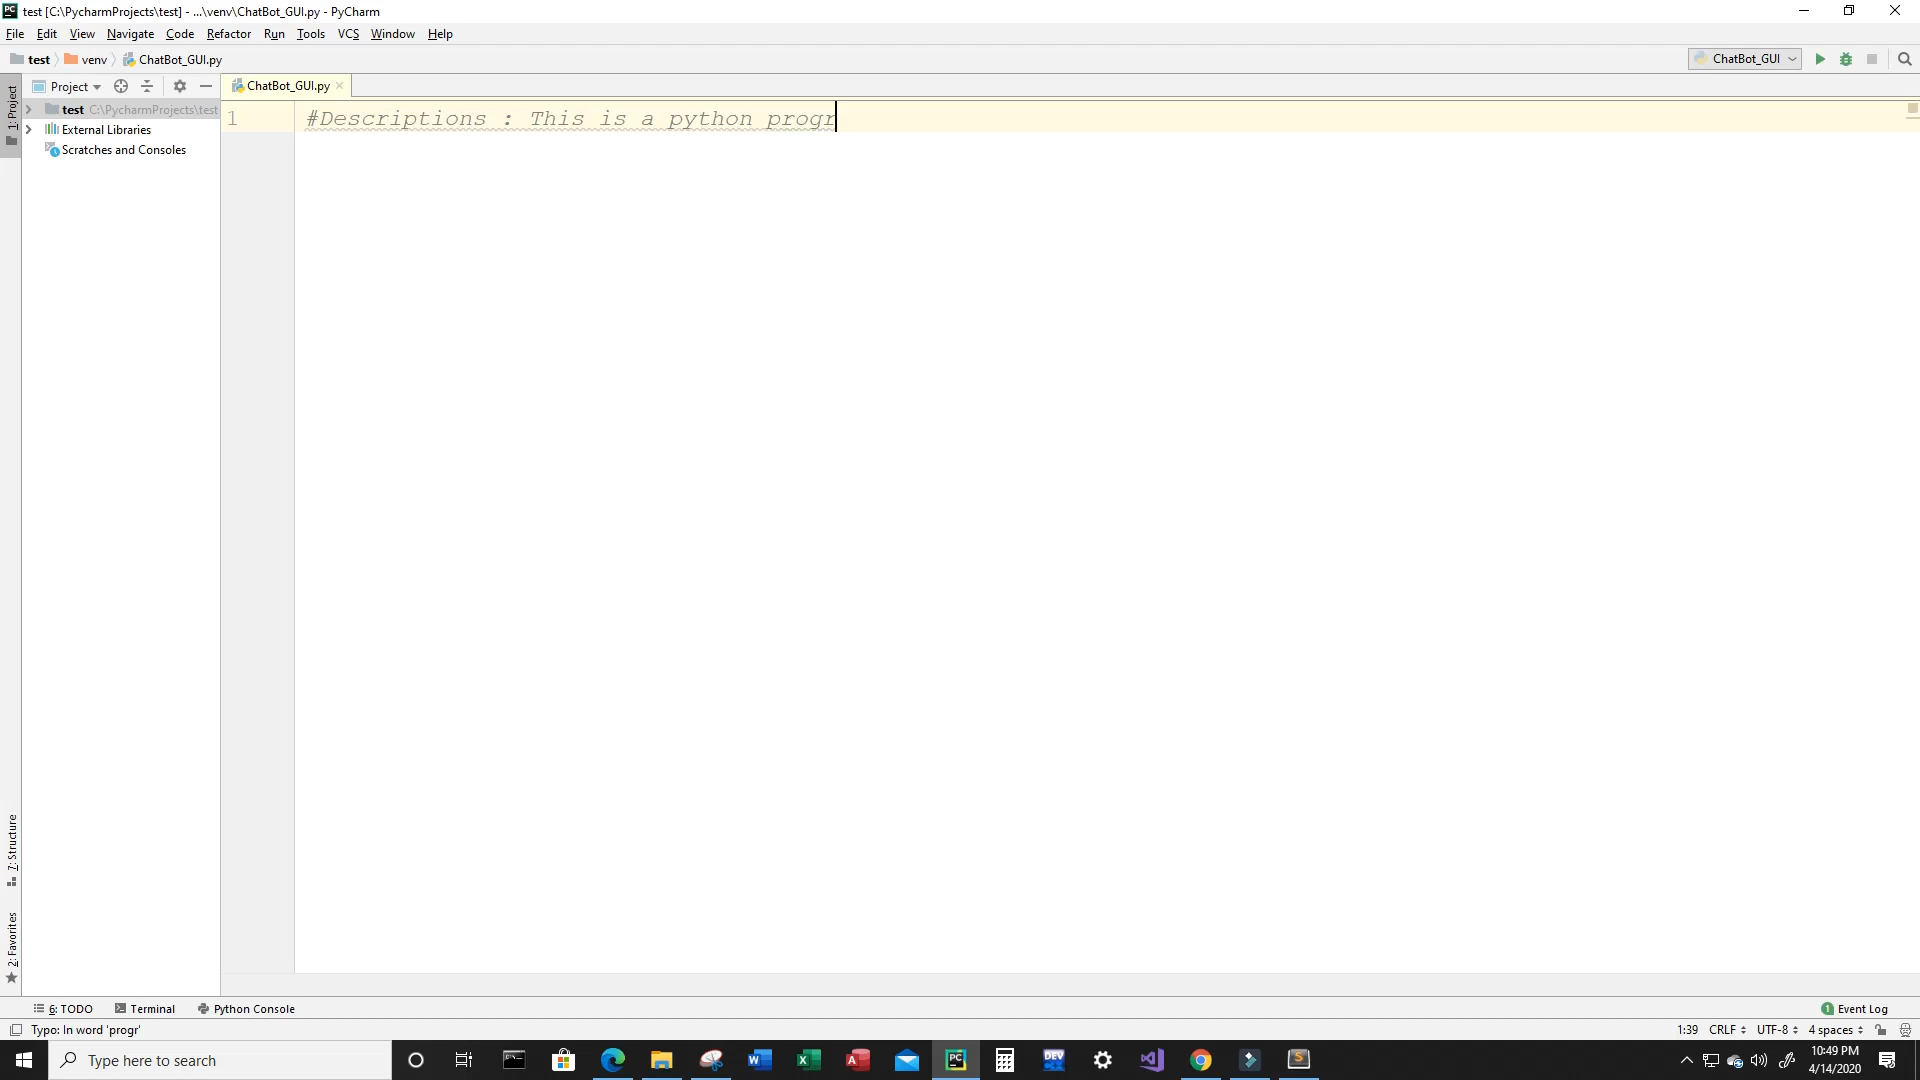 test [C:\PycharmProjects\test] - ...\venv\ChatBot_GUI.py - PyCharm
File Edit View Navigate Code Refactor Run Tools VCS Window Help
test venv ChatBot_GUI.py ChatBot_GUI
1: Project Project ChatBot_GUI.py
test C:\PycharmProjects\test
1 #Descriptions : This is a python progr
External Libraries
Scratches and Consoles
7: Structure
2: Favorites
6: TODO Terminal Python Console 1 Event Log
Typo: In word 'progr' 1:39 CRLF UTF-8 4 spaces
Type here to search
10:49 PM
4/14/2020